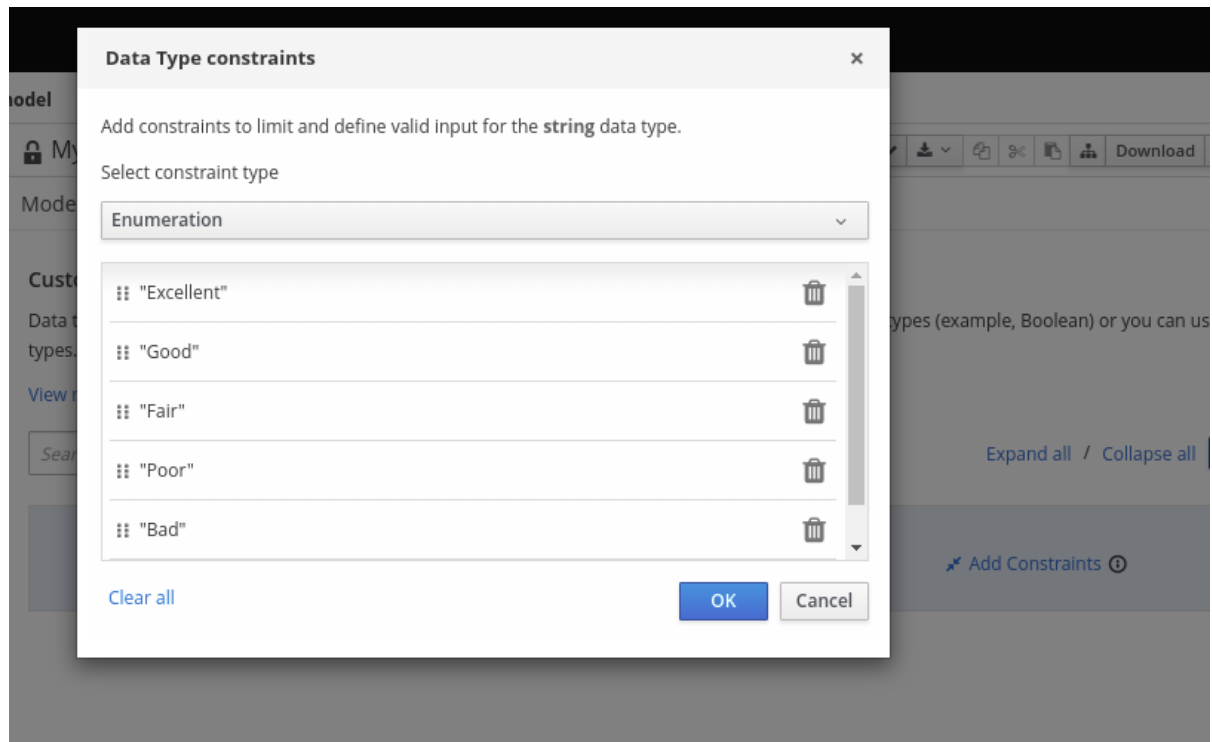 Data Type constraints
×
odel
Add constraints to limit and define valid input for the string data type.
My
Download
Select constraint type
Mode
Enumeration
Custo
"Excellent"
Data t
types (example, Boolean) or you can us
"Good"
types.
View
"Fair"
Sear
Expand all / Collapse all
"Poor"
"Bad"
Add Constraints
Clear all
OK
Cancel